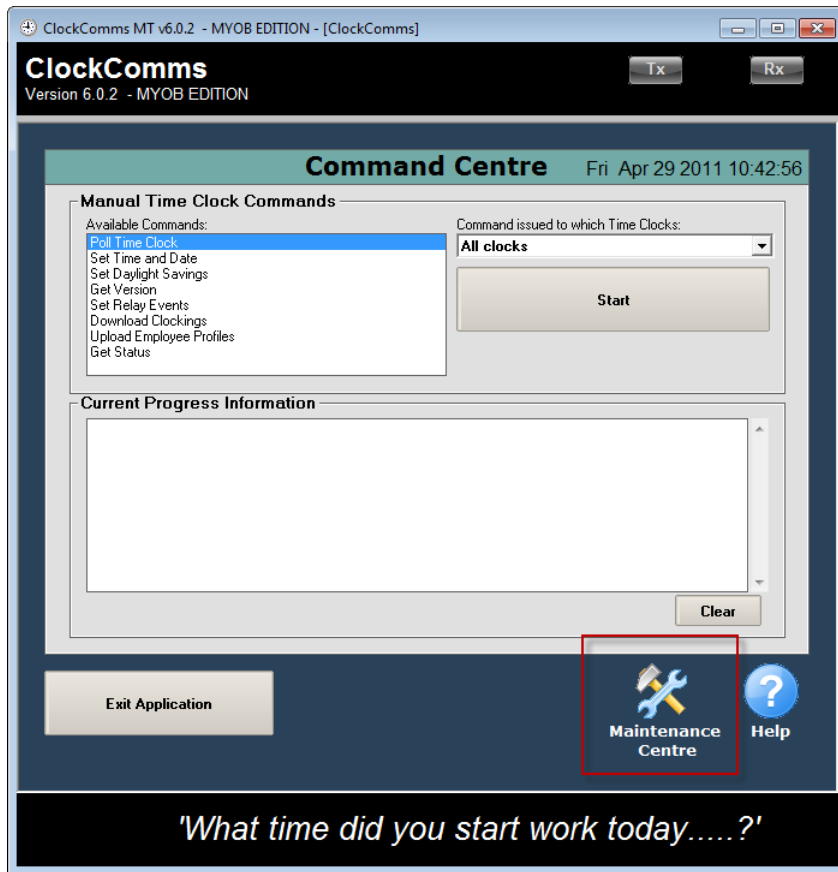 ClockComms MT v6.0.2 - MYOB EDITION - [ClockComms]
ClockComms
Version 6.0.2 - MYOB EDITION
Tx
Rx
Command Centre
Fri Apr 29 2011 10:42:56
Manual Time Clock Commands
Available Commands:
Poll Time Clock
Set Time and Date
Set Daylight Savings
Get Version
Set Relay Events
Download Clockings
Upload Employee Profiles
Get Status
Command issued to which Time Clocks:
All clocks
Start
Current Progress Information
Clear
Exit Application
Maintenance
Centre
?
Help
'What time did you start work today.....?'